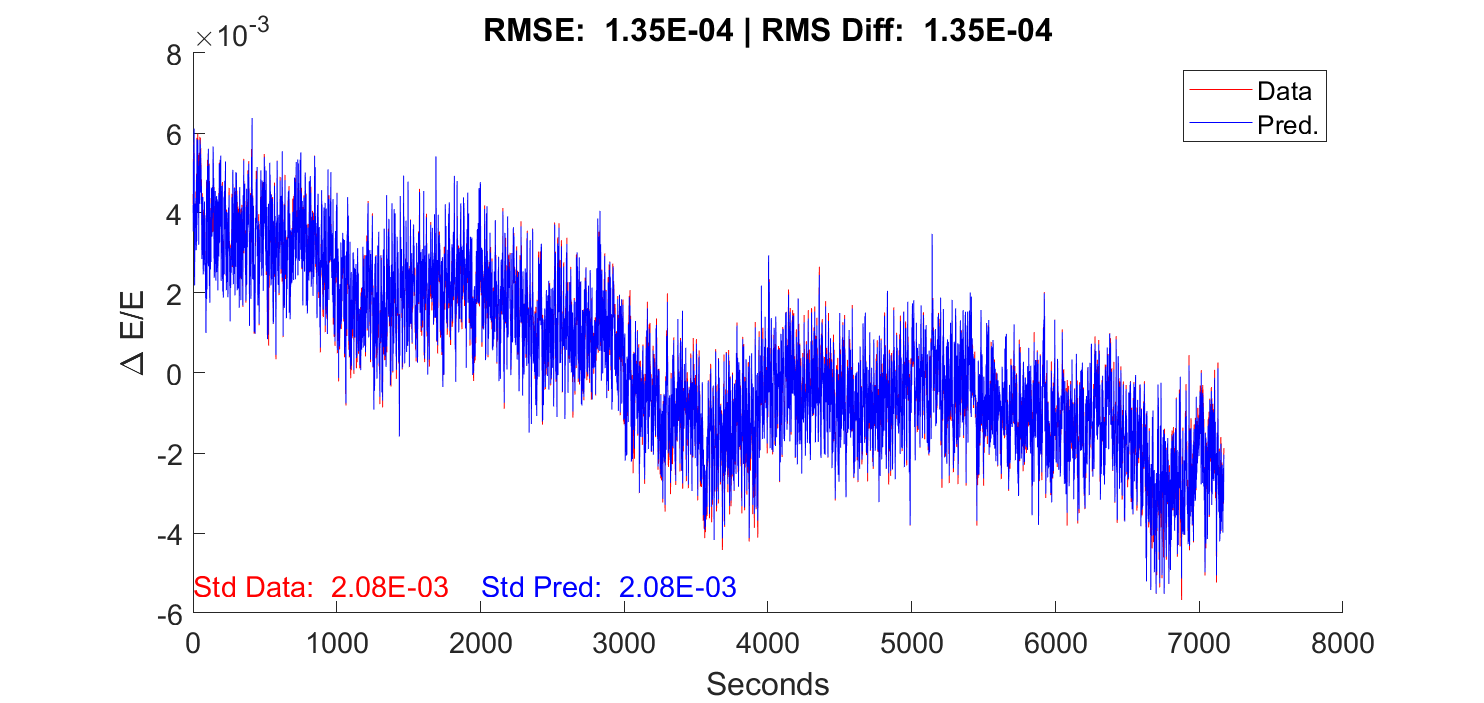 RMSE:  1.35E-04 | RMS Diff:  1.35E-04
×10-3
8
6
4
2
0
-2
-4
-6
Δ E/E
Data
Pred.
Std Data:  2.08E-03
Std Pred:  2.08E-03
0 1000 2000 3000 4000 5000 6000 7000 8000
Seconds